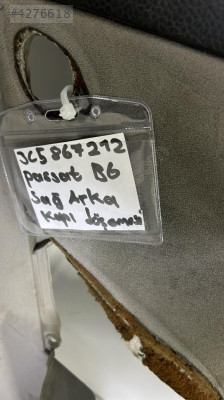 #4276618
3C5 867 212
passat B6
Sağ Arka
Kapı döşemesi